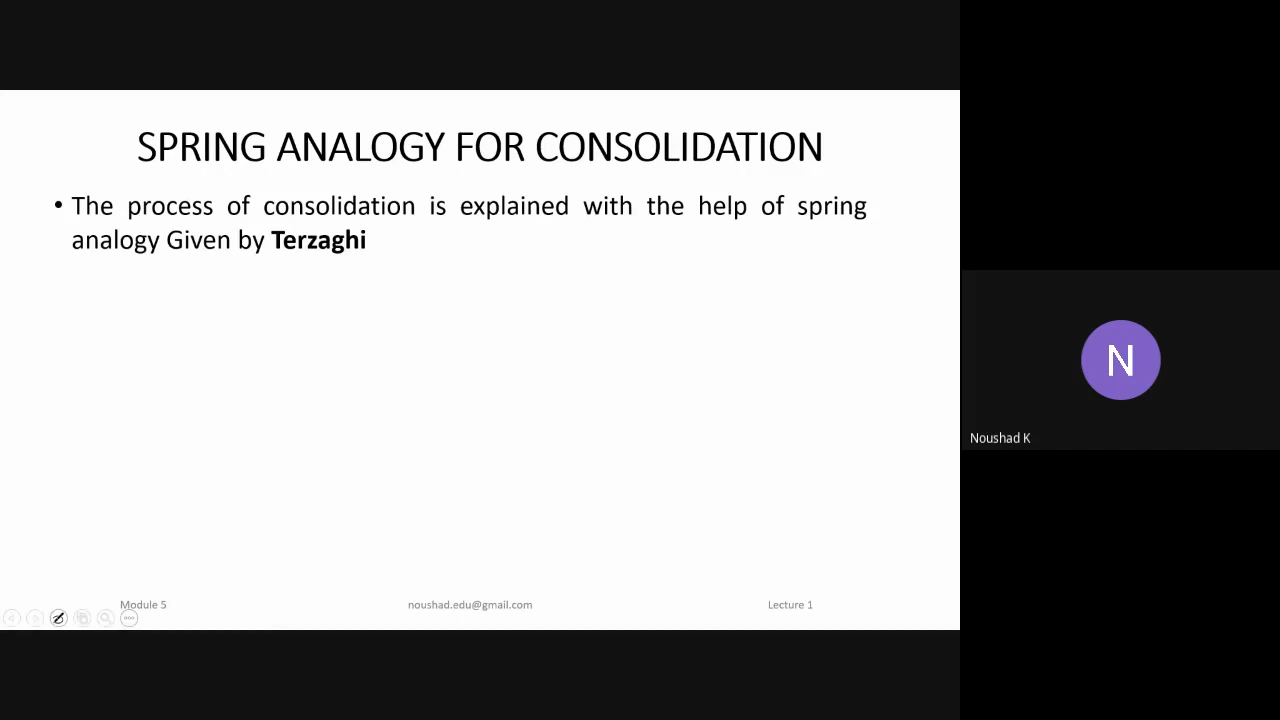 SPRING ANALOGY FOR CONSOLIDATION
• The process of consolidation is explained with the help of spring
analogy Given by Terzaghi
N
Noushad K
Module 5
noushad.edu@gmail.com
Lecture 1